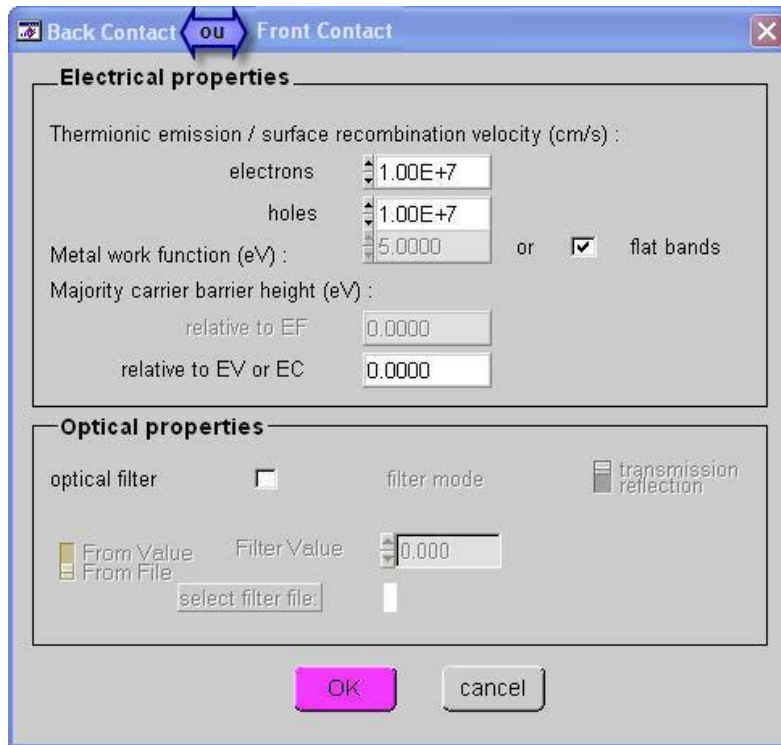 Back Contact ou Front Contact
Electrical properties
Thermionic emission / surface recombination velocity (cm/s) :
electrons 1.00E+7
holes 1.00E+7
Metal work function (eV) : 5.0000 or flat bands
Majority carrier barrier height (eV) :
relative to EF 0.0000
relative to EV or EC 0.0000
Optical properties
optical filter filter mode transmission
reflection
From Value Filter Value 0.000
From File
select filter file:
OK cancel